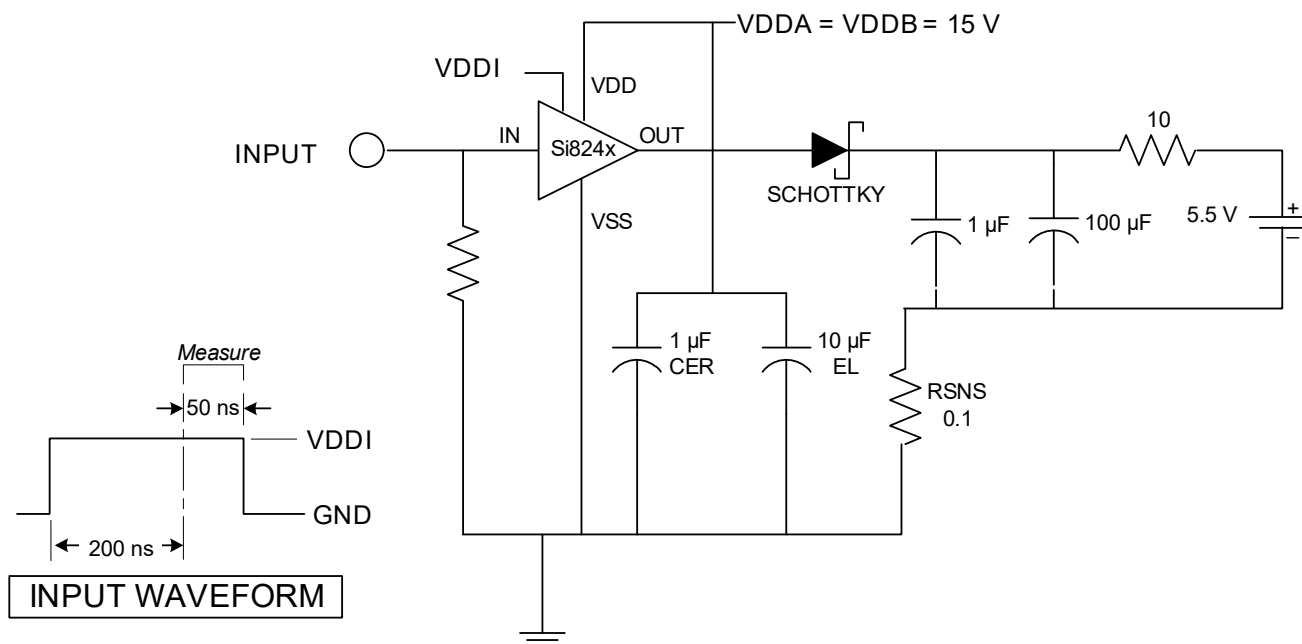 VDDA = VDDB = 15 V
VDDI
VDD
10
INPUT
IN
Si824x
OUT
SCHOTTKY
1 µF
100 µF
5.5 V
+
–
VSS
1 µF
CER
10 µF
EL
RSNS
0.1
Measure
50 ns
VDDI
GND
200 ns
INPUT WAVEFORM